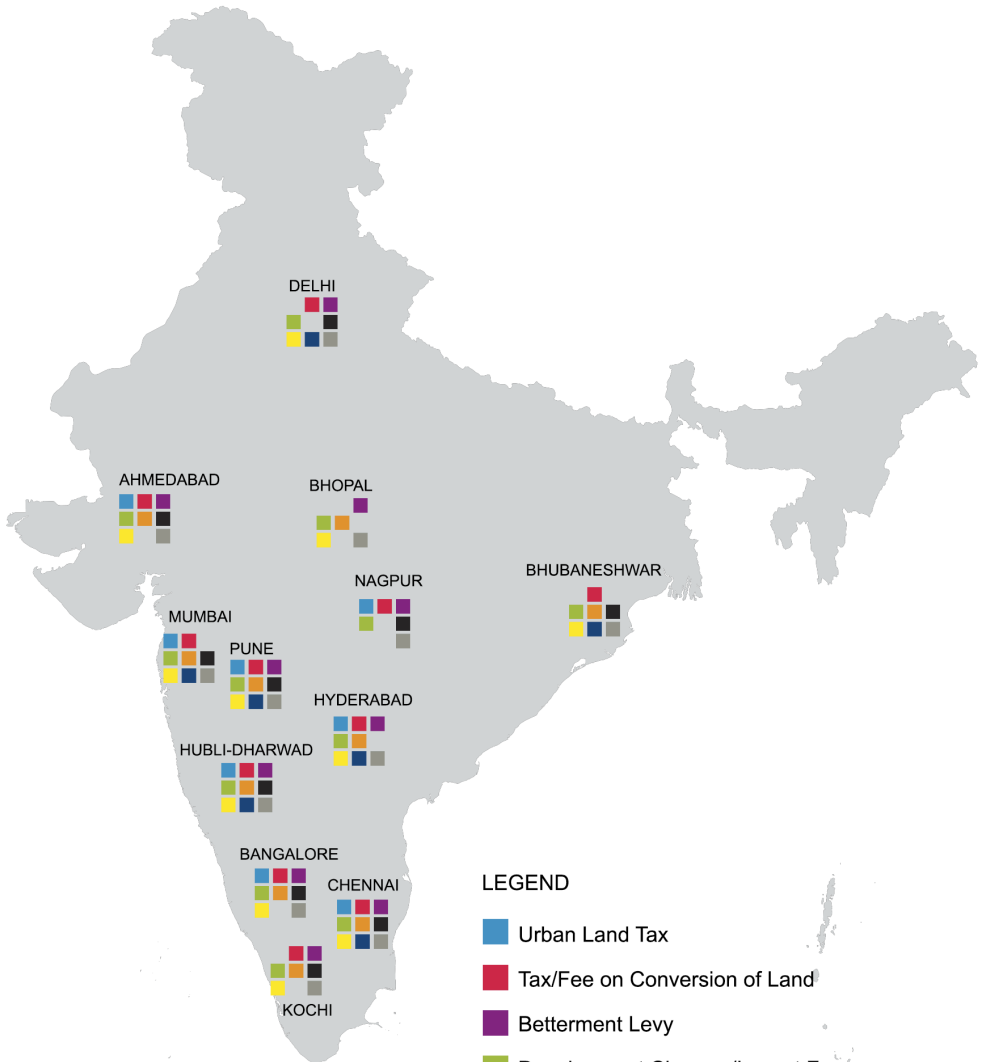 DELHI
AHMEDABAD
BHOPAL
NAGPUR
BHUBANESHWAR
MUMBAI
PUNE
HYDERABAD
HUBLI-DHARWAD
BANGALORE
CHENNAI
KOCHI
LEGEND
Urban Land Tax
Tax/Fee on Conversion of Land
Betterment Levy